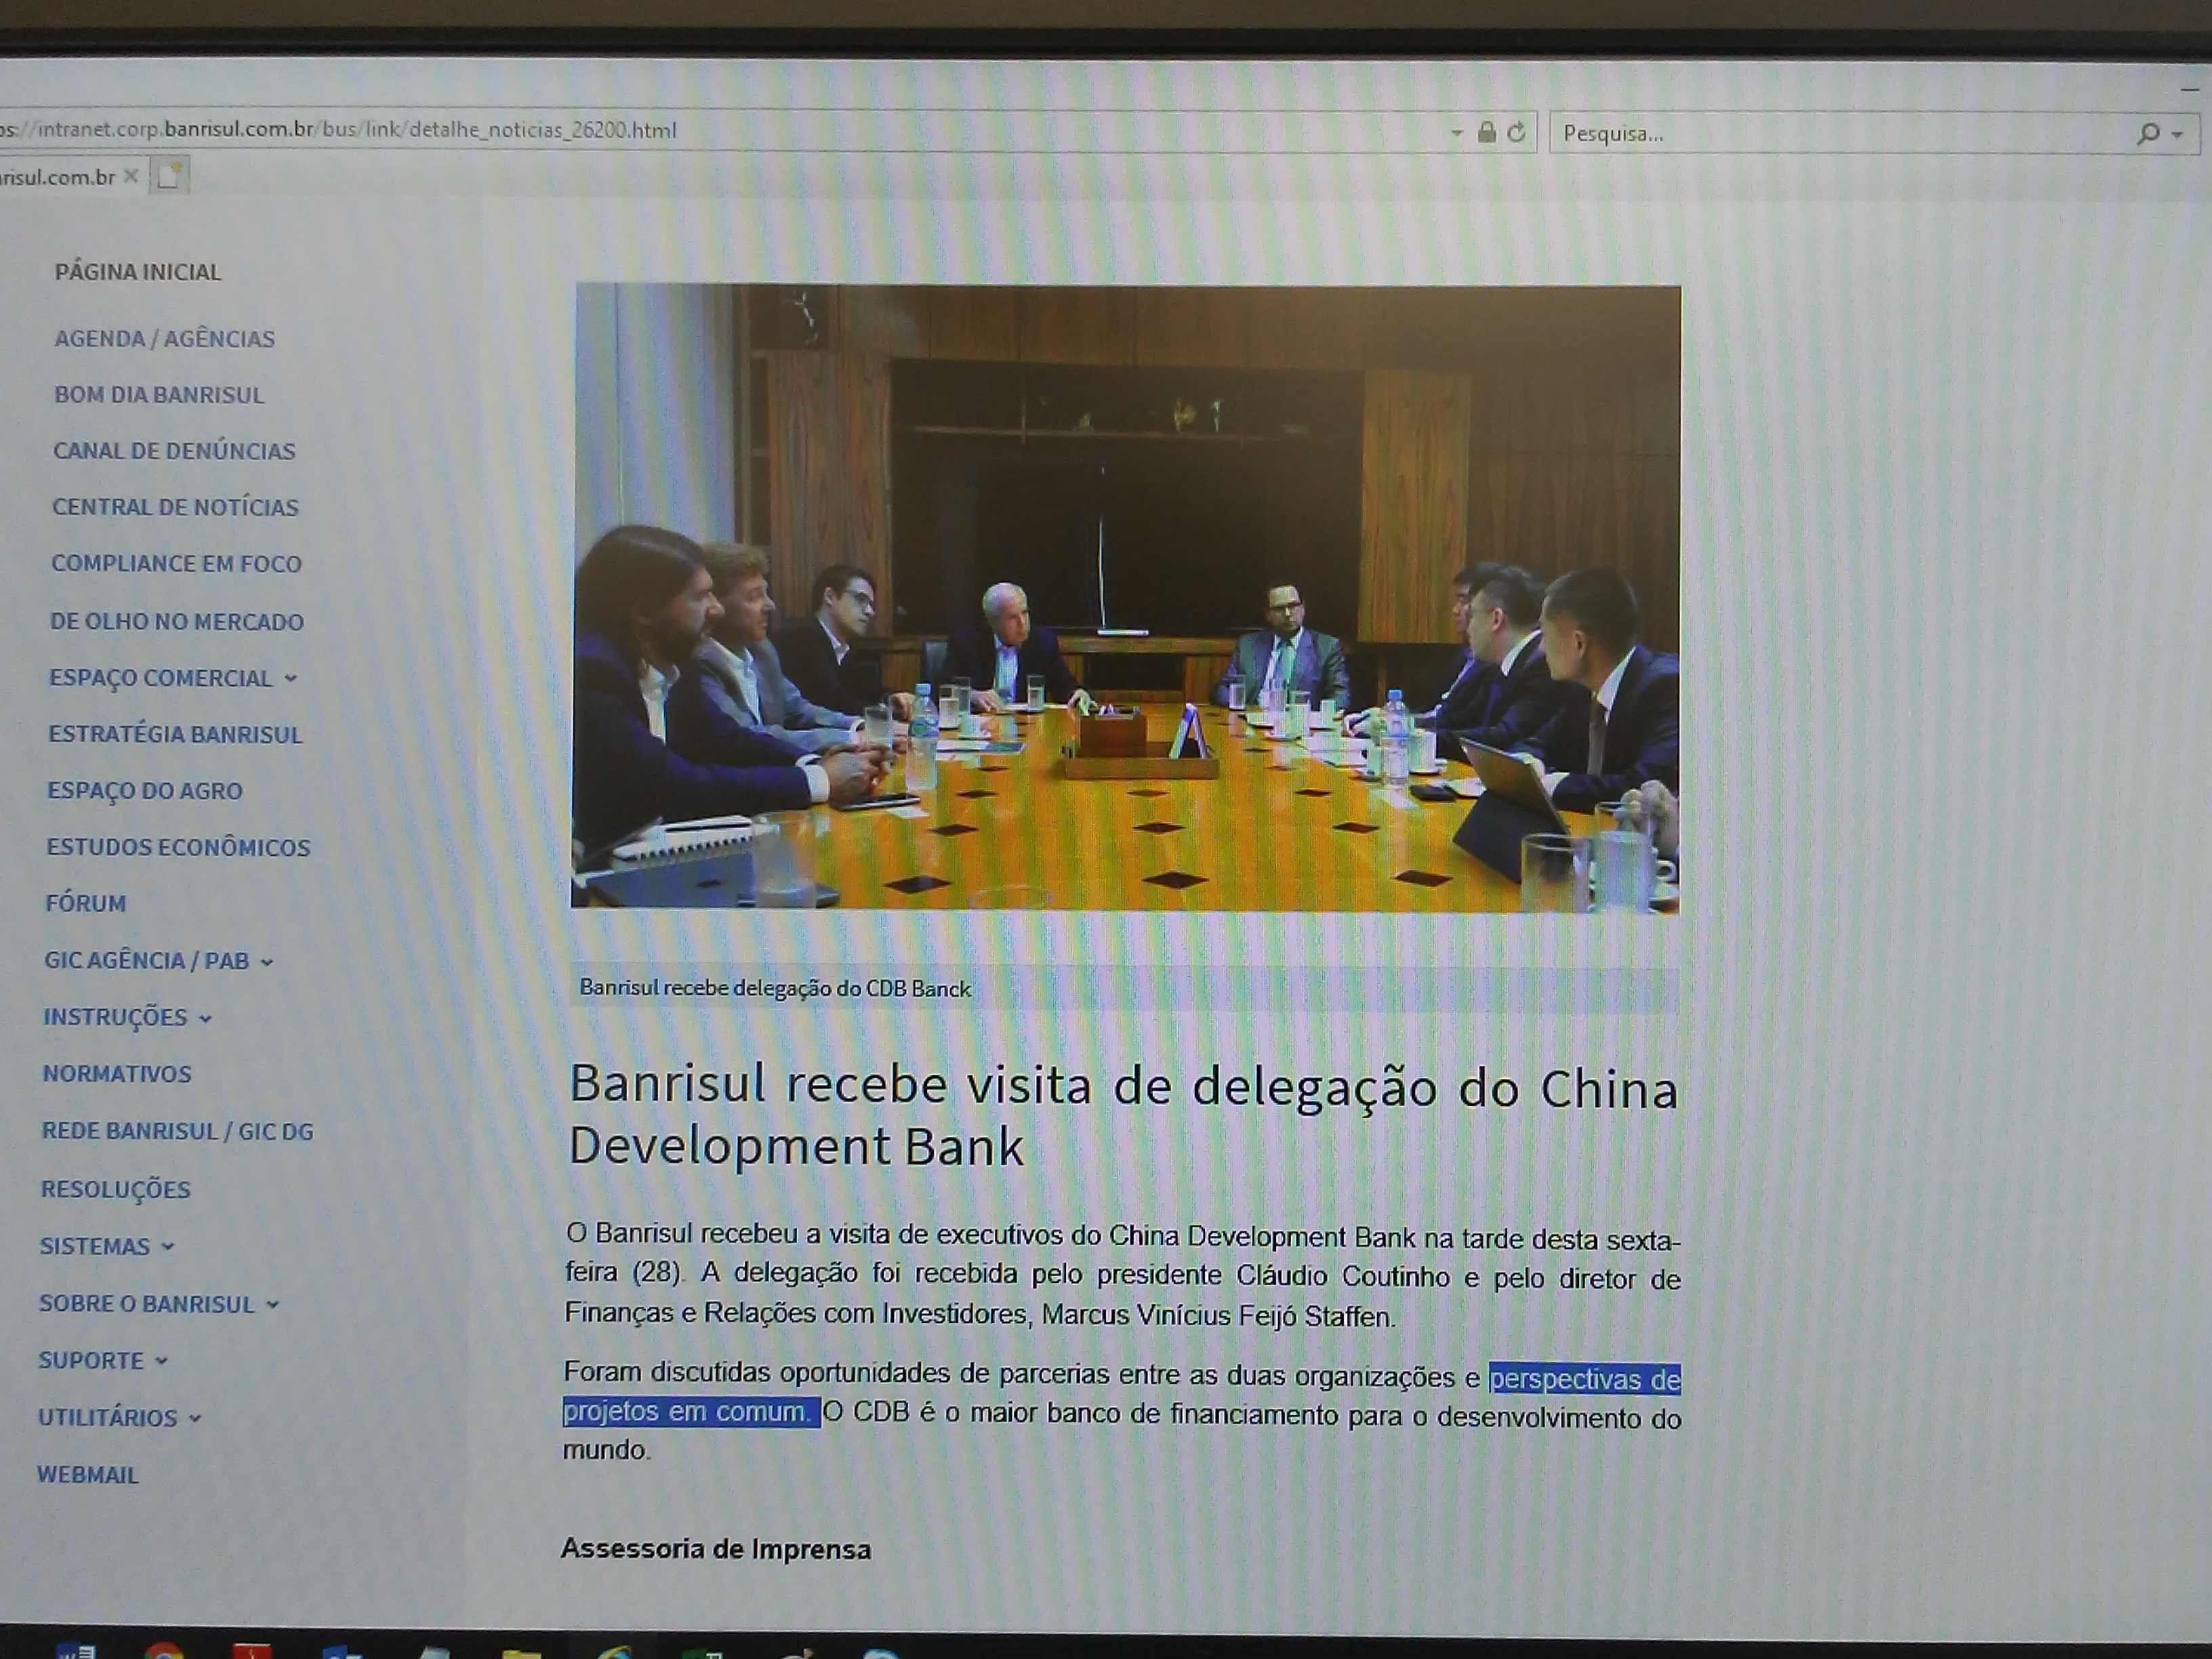 ps://intranet.corp.banrisul.com.br/bus/link/detalhe_noticias_26200.html
Pesquisa...
risul.com.br
PÁGINA INICIAL
AGENDA / AGÊNCIAS
BOM DIA BANRISUL
CANAL DE DENÚNCIAS
CENTRAL DE NOTÍCIAS
COMPLIANCE EM FOCO
DE OLHO NO MERCADO
ESPAÇO COMERCIAL
ESTRATÉGIA BANRISUL
ESPAÇO DO AGRO
ESTUDOS ECONÔMICOS
FÓRUM
GIC AGÊNCIA / PAB
INSTRUÇÕES
NORMATIVOS
REDE BANRISUL / GIC DG
RESOLUÇÕES
SISTEMAS
SOBRE O BANRISUL
SUPORTE
UTILITÁRIOS
WEBMAIL
Banrisul recebe delegação do CDB Banck
Banrisul recebe visita de delegação do China
Development Bank
O Banrisul recebeu a visita de executivos do China Development Bank na tarde desta sexta-
feira (28). A delegação foi recebida pelo presidente Cláudio Coutinho e pelo diretor de
Finanças e Relações com Investidores, Marcus Vinícius Feijó Staffen.
Foram discutidas oportunidades de parcerias entre as duas organizações e perspectivas de
projetos em comum. O CDB é o maior banco de financiamento para o desenvolvimento do
mundo.
Assessoria de Imprensa